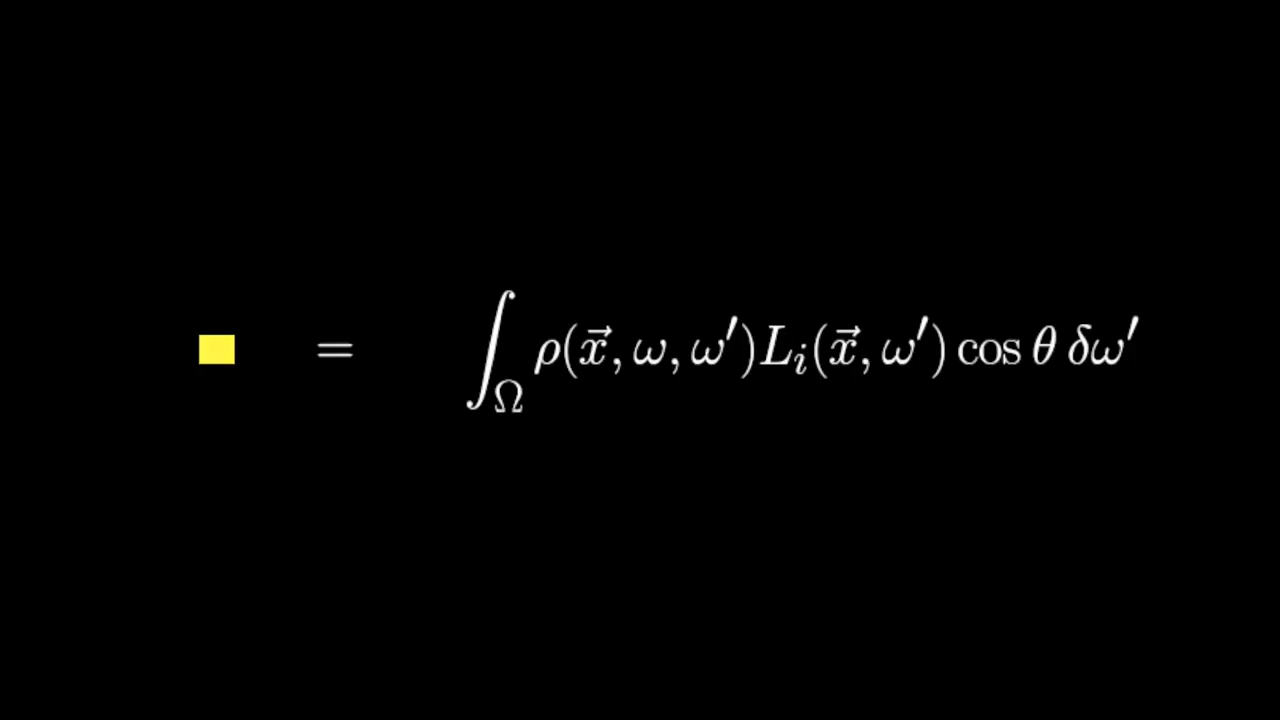 = ∫_Ω ρ(x⃗, ω, ω′)L_i(x⃗, ω′) cos θ δω′